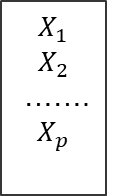 X₁
X₂
.......
Xₚ